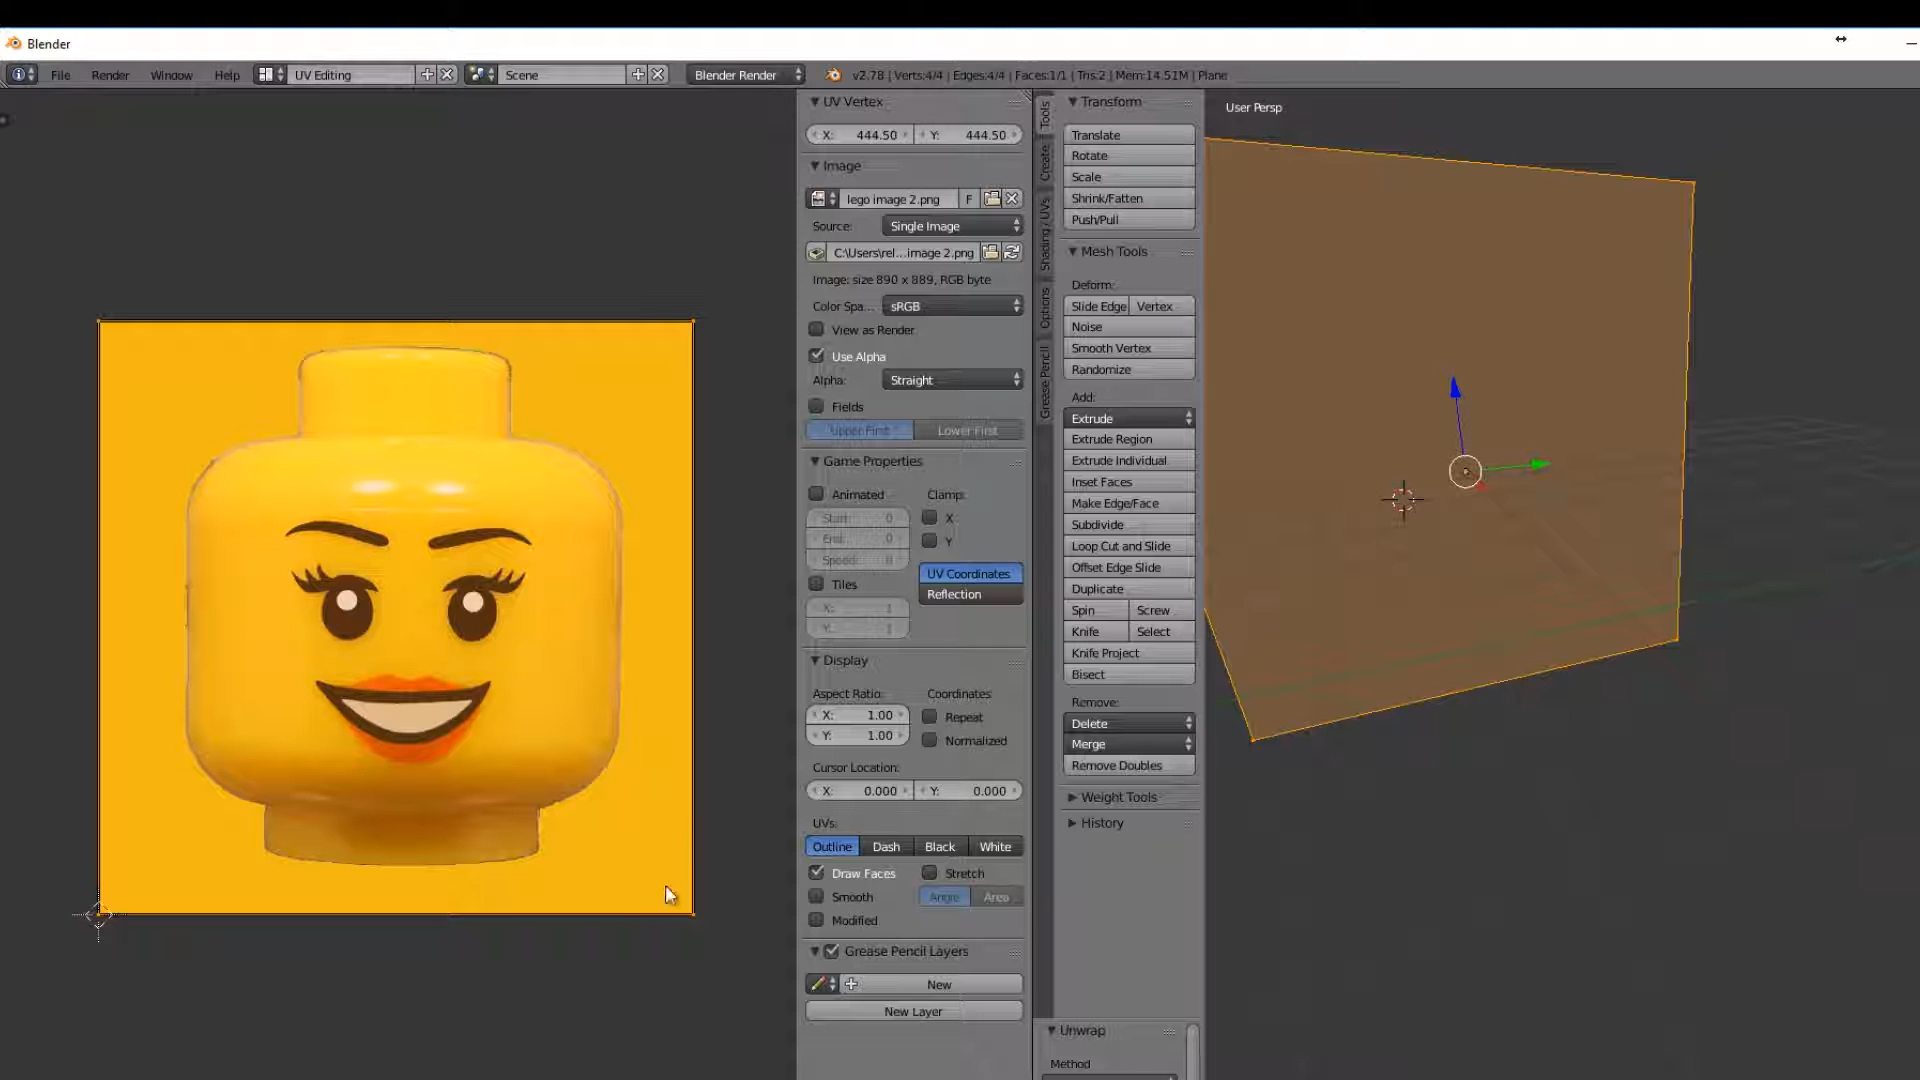 Blender
File Render Window Help UV Editing Scene Blender Render v2.78 | Verts:4/4 | Edges:4/4 | Faces:1/1 | Tris:2 | Mem:14.51M | Plane
UV Vertex
X: 444.50 Y: 444.50
Image
lego image 2.png F
Source: Single Image
C:\Users\rel...image 2.png
Image: size 890 x 889, RGB byte
Color Spa... sRGB
View as Render
Use Alpha
Alpha: Straight
Fields
Upper First Lower First
Game Properties
Animated Clamp:
Start: 0 X
End: 0 Y
Speed: 0
UV Coordinates
Tiles
Reflection
X: 1
Y: 1
Display
Aspect Ratio: Coordinates:
X: 1.00 Repeat
Y: 1.00 Normalized
Cursor Location:
X: 0.000 Y: 0.000
UVs:
Outline Dash Black White
Draw Faces Stretch
Smooth Angle Area
Modified
Grease Pencil Layers
New
New Layer
Tools
Create
Shading / UVs
Options
Grease Pencil
Transform
Translate
Rotate
Scale
Shrink/Fatten
Push/Pull
Mesh Tools
Deform:
Slide Edge Vertex
Noise
Smooth Vertex
Randomize
Add:
Extrude
Extrude Region
Extrude Individual
Inset Faces
Make Edge/Face
Subdivide
Loop Cut and Slide
Offset Edge Slide
Duplicate
Spin Screw
Knife Select
Knife Project
Bisect
Remove:
Delete
Merge
Remove Doubles
Weight Tools
History
Unwrap
Method
User Persp